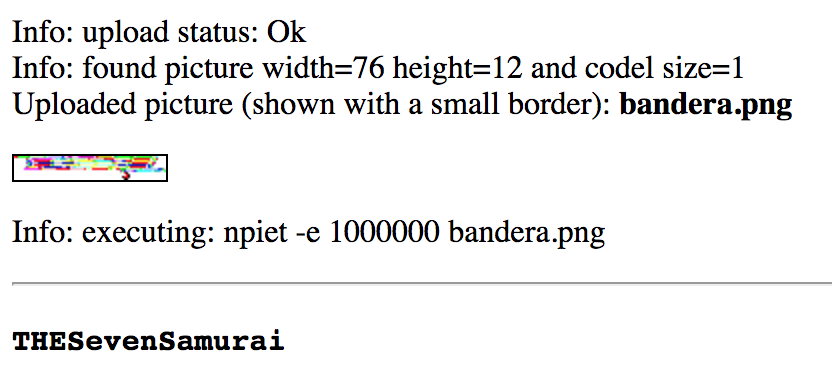 Info: upload status: Ok
Info: found picture width=76 height=12 and codel size=1
Uploaded picture (shown with a small border): bandera.png
Info: executing: npiet -e 1000000 bandera.png
THESevenSamurai